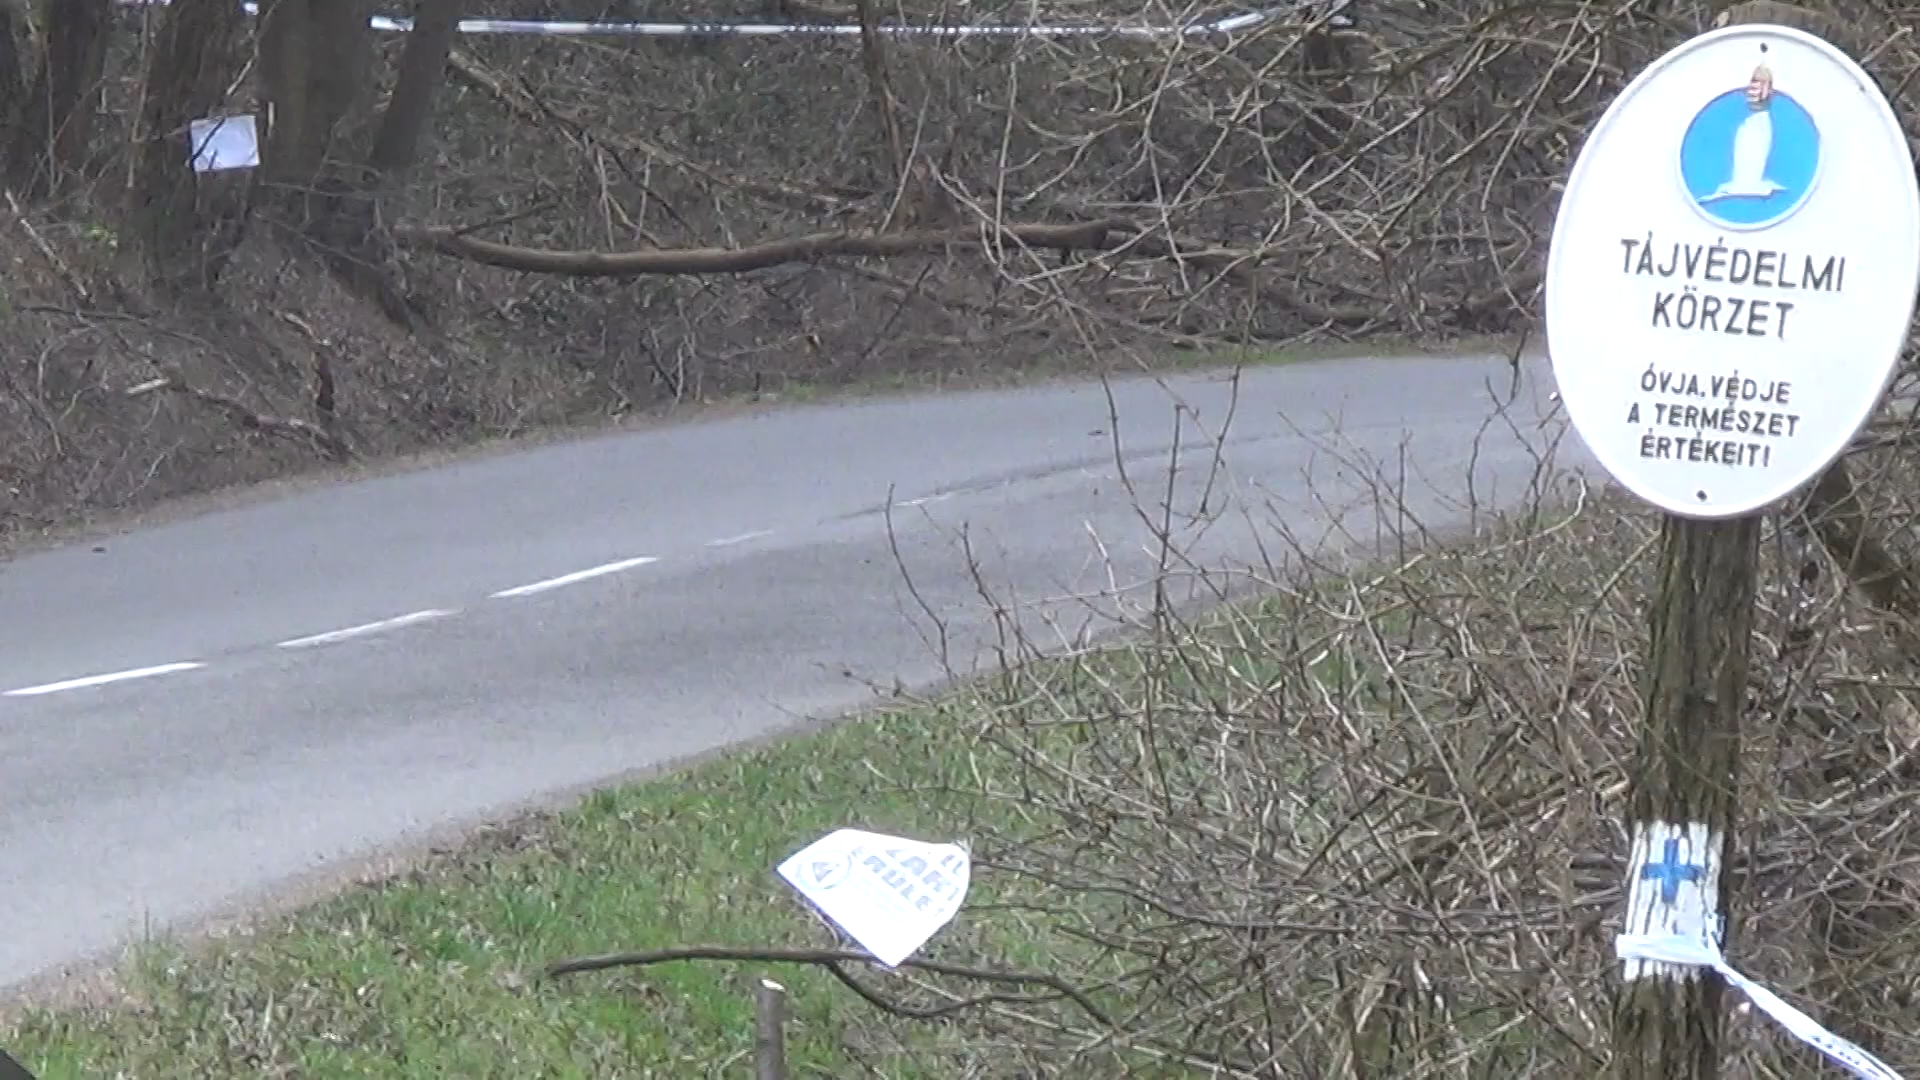 TÁJVÉDELMI
KÖRZET
ÓVJA, VÉDJE
A TERMÉSZET
ÉRTÉKEIT!